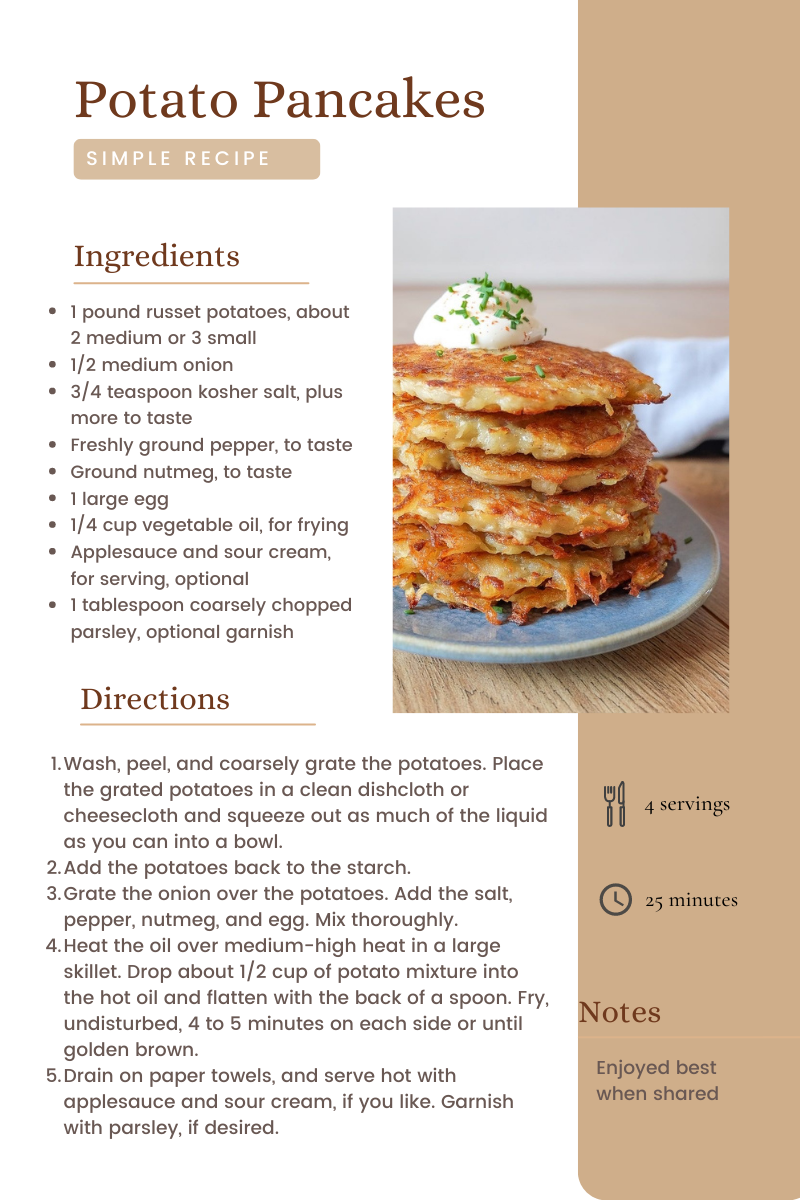 Potato Pancakes
SIMPLE RECIPE
Ingredients
• 1 pound russet potatoes, about
2 medium or 3 small
• 1/2 medium onion
• 3/4 teaspoon kosher salt, plus
more to taste
• Freshly ground pepper, to taste
• Ground nutmeg, to taste
• 1 large egg
• 1/4 cup vegetable oil, for frying
• Applesauce and sour cream,
for serving, optional
• 1 tablespoon coarsely chopped
parsley, optional garnish
Directions
1. Wash, peel, and coarsely grate the potatoes. Place
the grated potatoes in a clean dishcloth or
cheesecloth and squeeze out as much of the liquid
as you can into a bowl.
2. Add the potatoes back to the starch.
3. Grate the onion over the potatoes. Add the salt,
pepper, nutmeg, and egg. Mix thoroughly.
4. Heat the oil over medium-high heat in a large
skillet. Drop about 1/2 cup of potato mixture into
the hot oil and flatten with the back of a spoon. Fry,
undisturbed, 4 to 5 minutes on each side or until
golden brown.
5. Drain on paper towels, and serve hot with
applesauce and sour cream, if you like. Garnish
with parsley, if desired.
4 servings
25 minutes
Notes
Enjoyed best
when shared